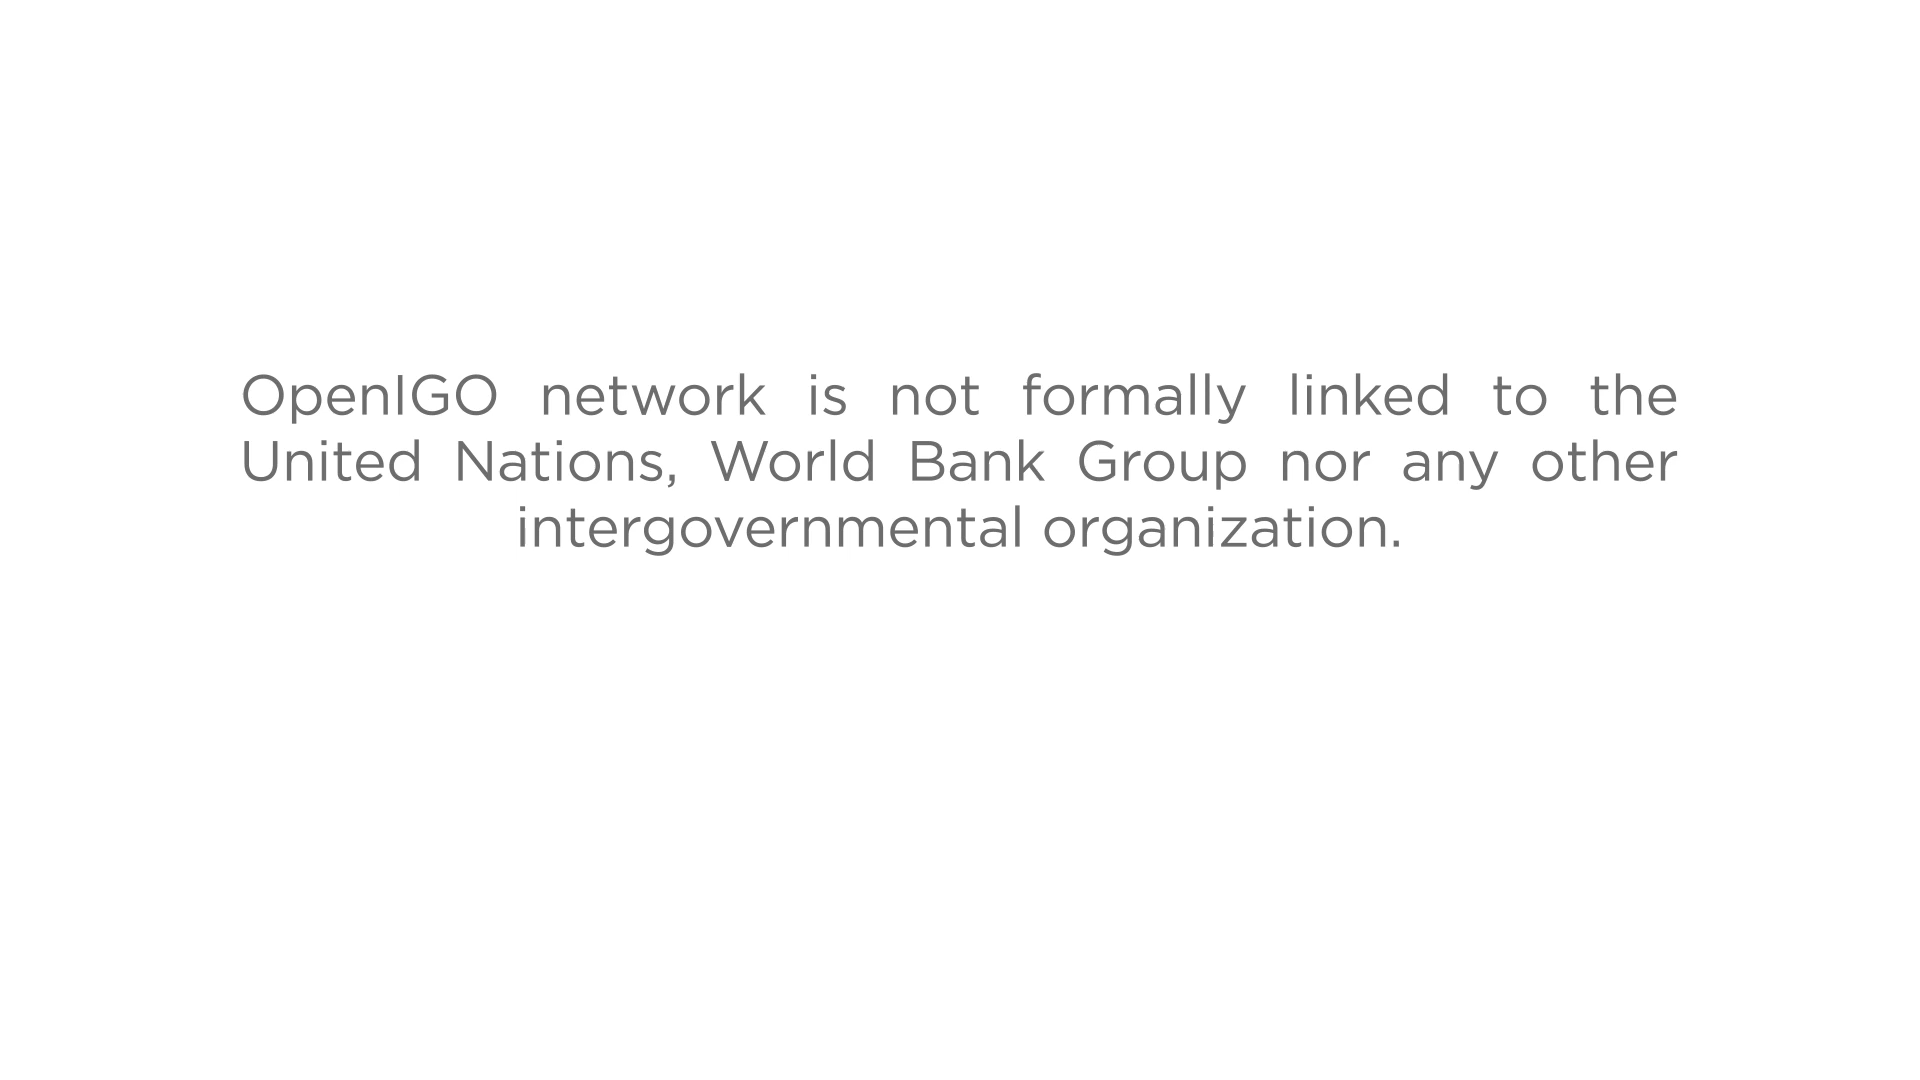 OpenIGO network is not formally linked to the
United Nations, World Bank Group nor any other
intergovernmental organization.